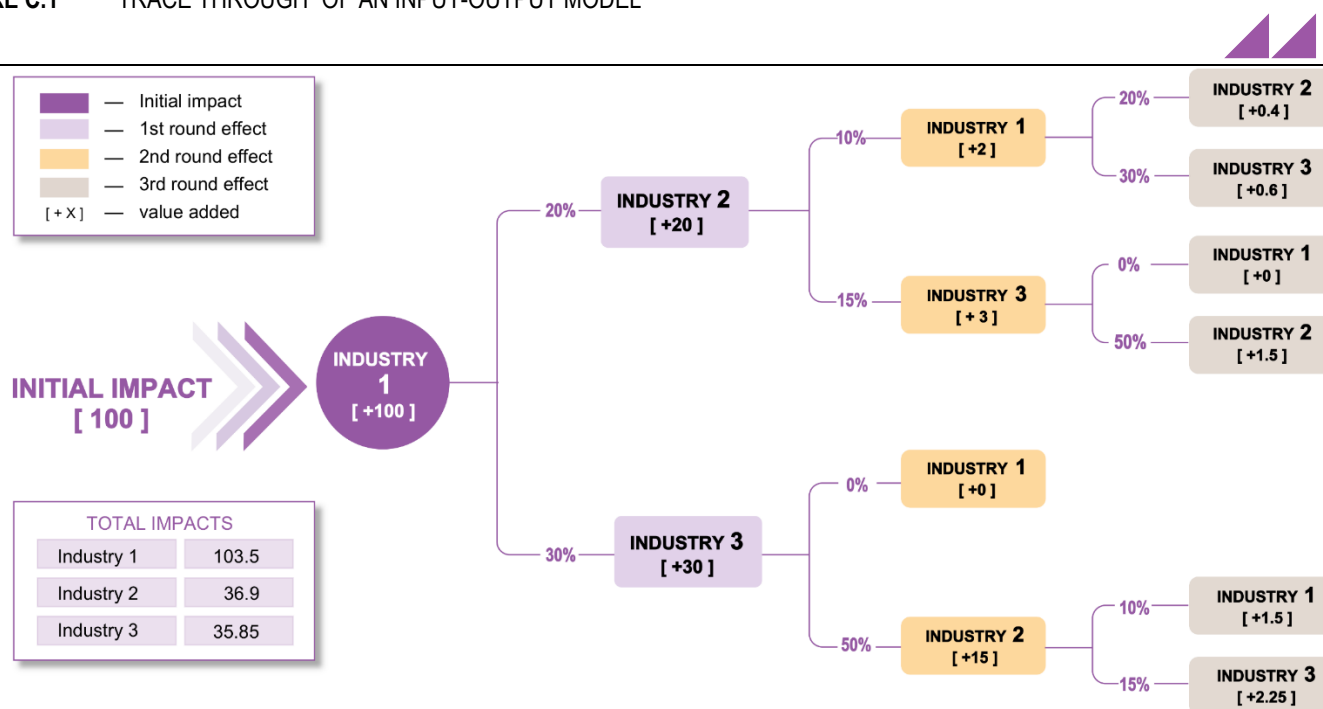 C.1 TRACE THROUGH OF AN INPUT-OUTPUT MODEL
— Initial impact
— 1st round effect
— 2nd round effect
— 3rd round effect
[ + X ] — value added
INITIAL IMPACT
[ 100 ]
INDUSTRY
1
[ +100 ]
20%
INDUSTRY 2
[ +20 ]
10%
INDUSTRY 1
[ +2 ]
20%
INDUSTRY 2
[ +0.4 ]
30%
INDUSTRY 3
[ +0.6 ]
15%
INDUSTRY 3
[ + 3 ]
0%
INDUSTRY 1
[ +0 ]
50%
INDUSTRY 2
[ +1.5 ]
30%
INDUSTRY 3
[ +30 ]
0%
INDUSTRY 1
[ +0 ]
50%
INDUSTRY 2
[ +15 ]
10%
INDUSTRY 1
[ +1.5 ]
15%
INDUSTRY 3
[ +2.25 ]
TOTAL IMPACTS
Industry 1 103.5
Industry 2 36.9
Industry 3 35.85